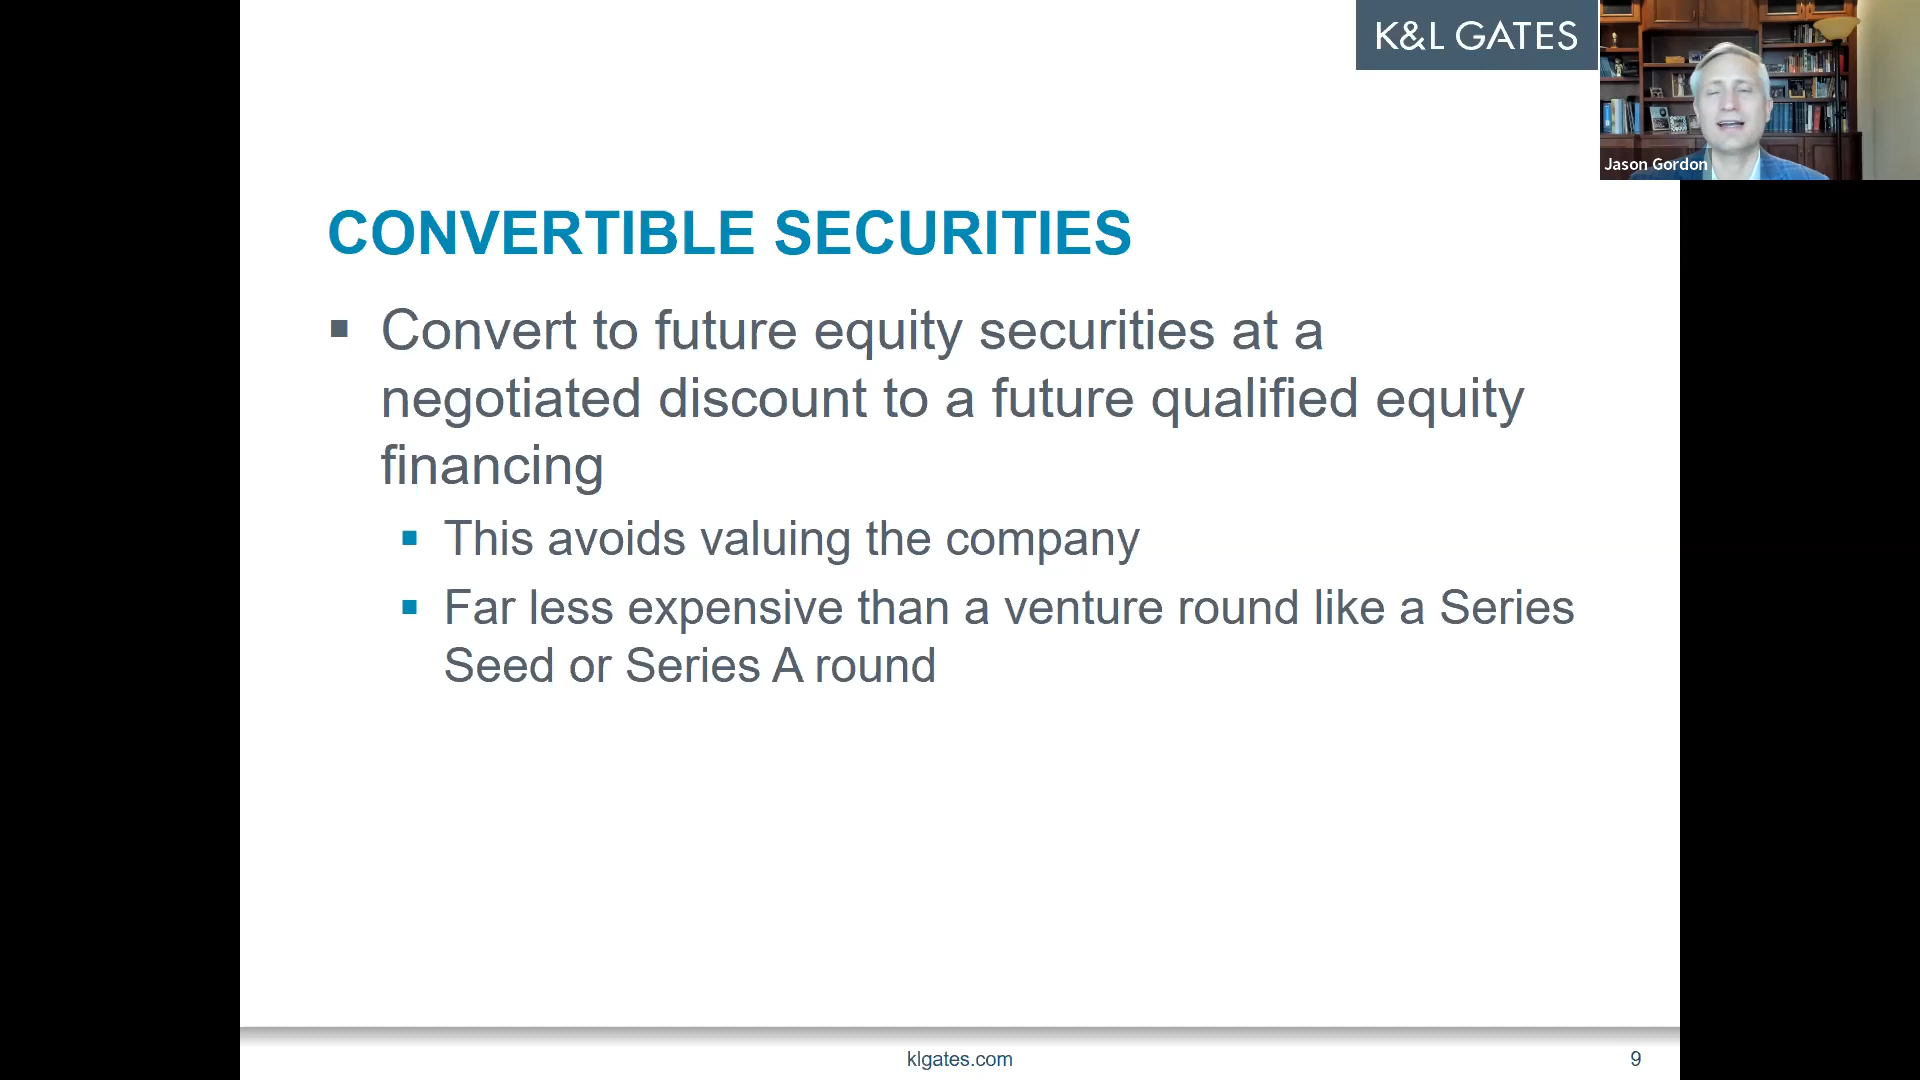 K&L GATES
Jason Gordon
CONVERTIBLE SECURITIES
▪ Convert to future equity securities at a
negotiated discount to a future qualified equity
financing
▪ This avoids valuing the company
▪ Far less expensive than a venture round like a Series
Seed or Series A round
klgates.com
9